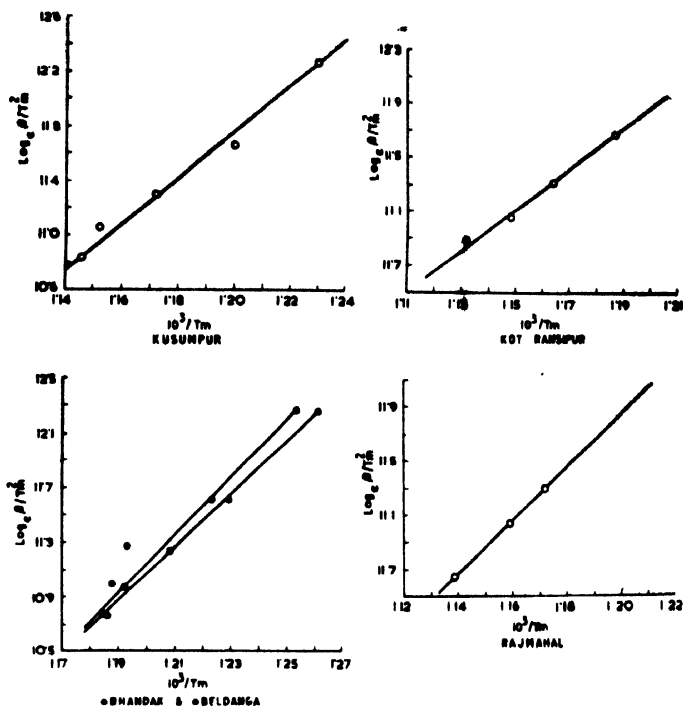 12'6
12'2
11'8
11'4
11'0
10'6
Logₑ β/Tm²
1'14 1'16 1'18 1'20 1'22 1'24
10³/Tm
KUSUMPUR
12'3
11'9
11'5
11'1
11'7
Logₑ β/Tm²
1'11 1'13 1'15 1'17 1'19 1'21
10³/Tm
KOT RANSIPUR
12'5
12'1
11'7
11'3
10'9
10'5
Logₑ β/Tm²
1'17 1'19 1'21 1'23 1'25 1'27
10³/Tm
BHANDAK & BELDANGA
11'9
11'5
11'1
11'7
Logₑ β/Tm²
1'12 1'14 1'16 1'18 1'20 1'22
10³/Tm
RAJMAHAL